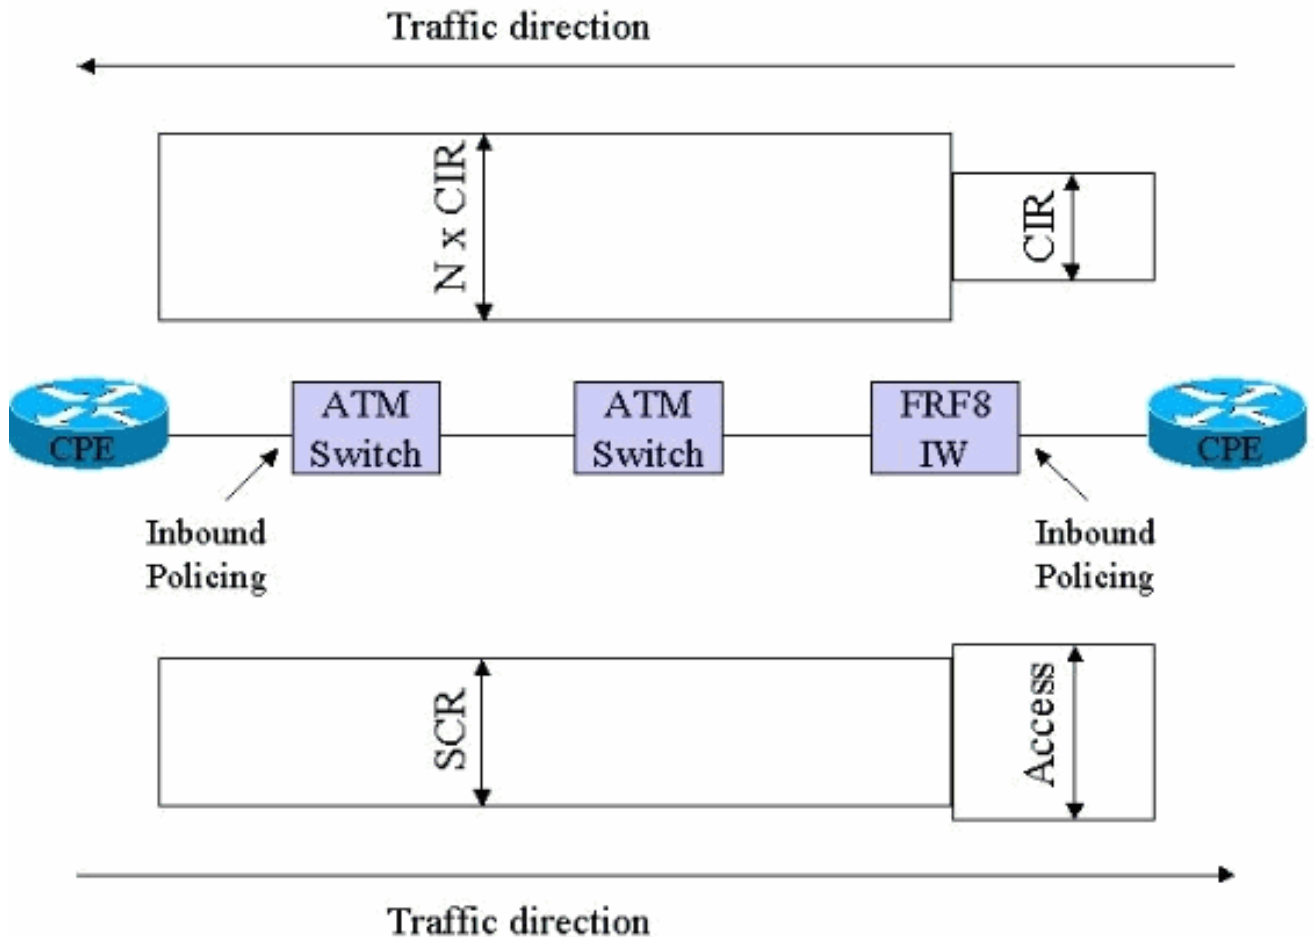 Traffic direction
N x CIR
CIR
CPE
ATM
Switch
ATM
Switch
FRF8
IW
CPE
Inbound
Policing
Inbound
Policing
SCR
Access
Traffic direction